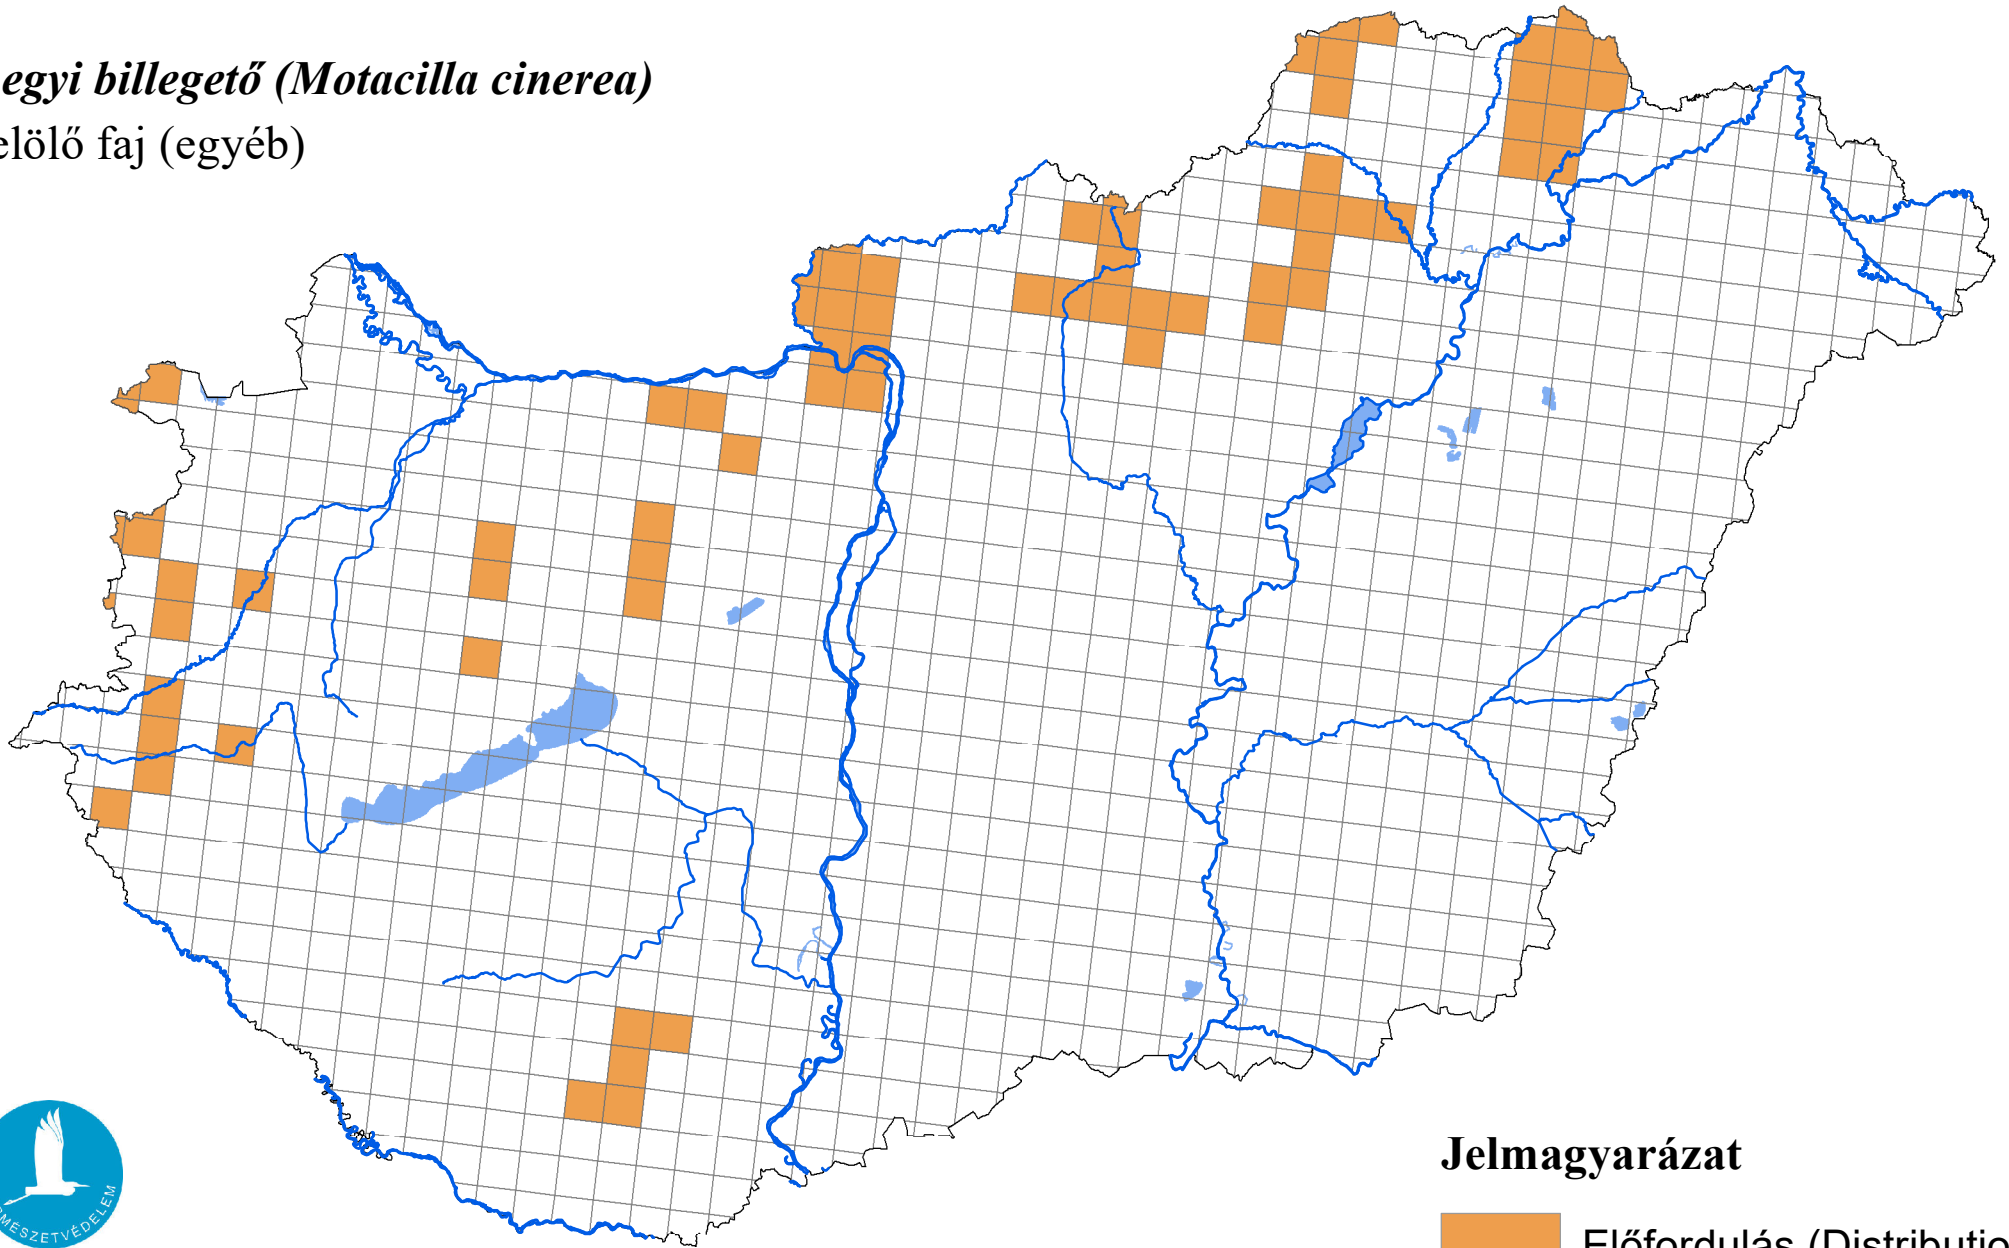 egyi billegető (Motacilla cinerea)
elölő faj (egyéb)
Jelmagyarázat
Előfordulás (Distributio
MÉSZETVÉDELEM